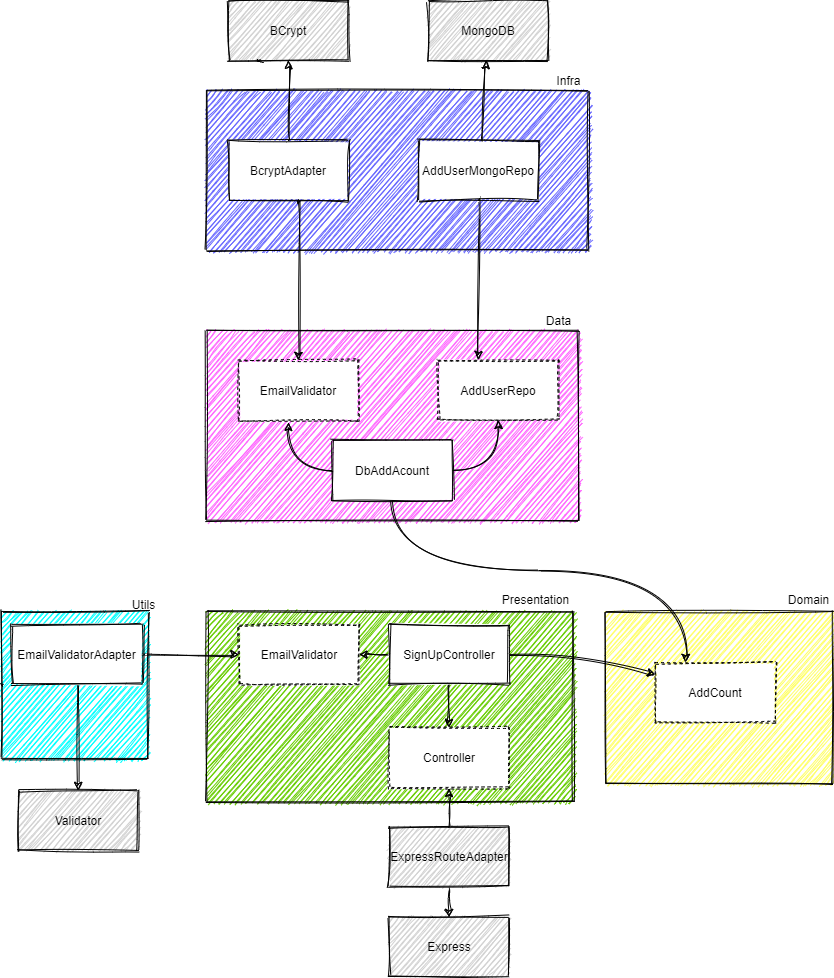 BCrypt
MongoDB
Infra
BcryptAdapter
AddUserMongoRepo
Data
EmailValidator
AddUserRepo
DbAddAcount
Utils
Presentation
Domain
EmailValidatorAdapter
EmailValidator
SignUpController
AddCount
Controller
Validator
ExpressRouteAdapter
Express